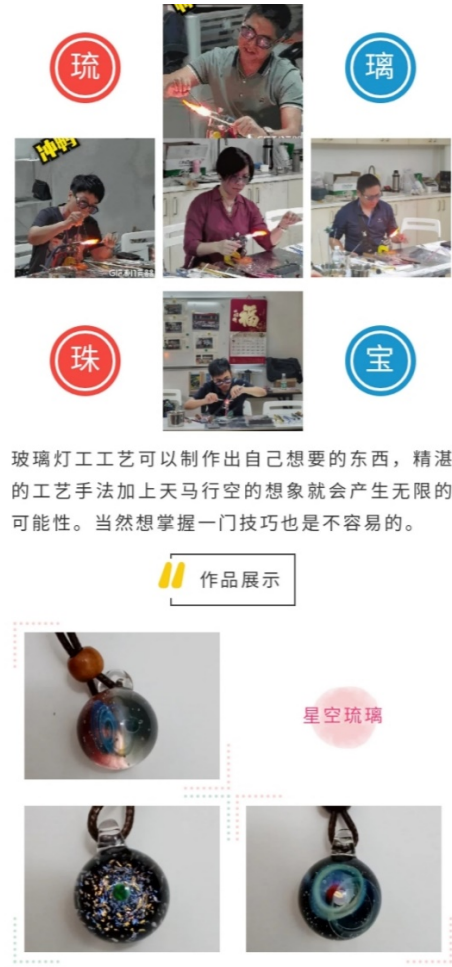 琉
璃
冲鸭
珠
宝
福
玻璃灯工工艺可以制作出自己想要的东西，精湛
的工艺手法加上天马行空的想象就会产生无限的
可能性。当然想掌握一门技巧也是不容易的。
作品展示
星空琉璃